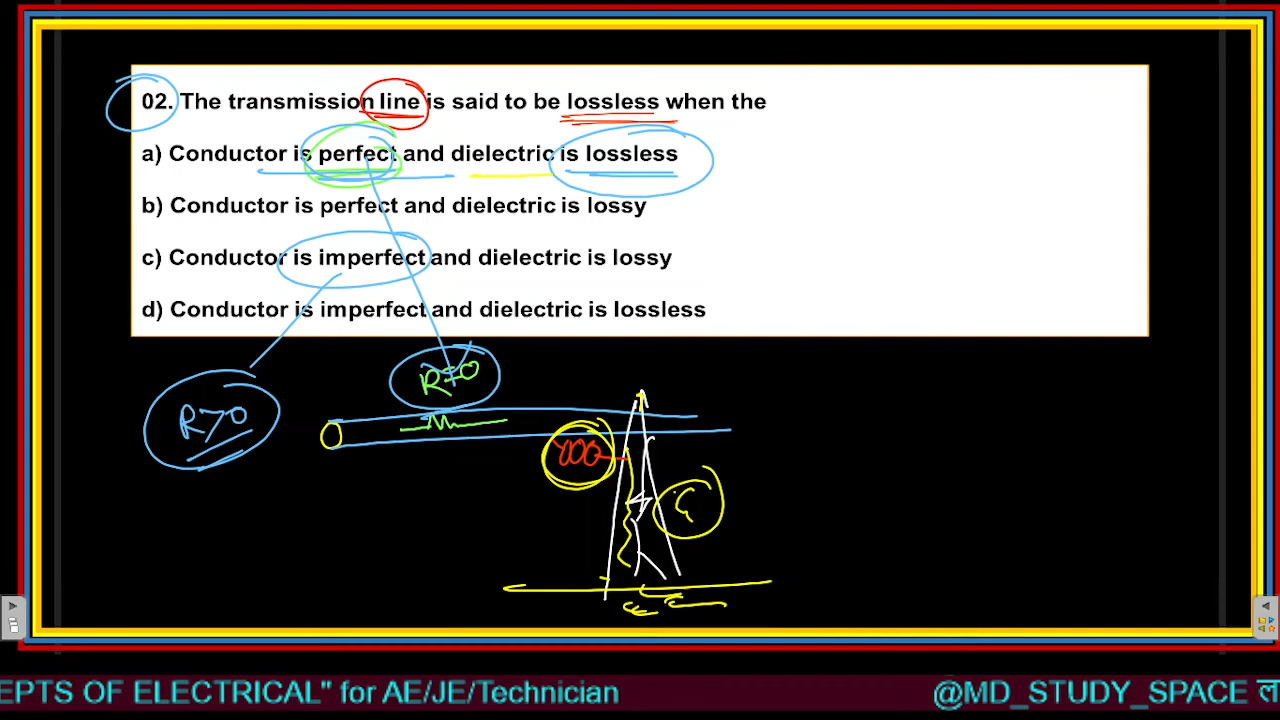 02. The transmission line is said to be lossless when the
a) Conductor is perfect and dielectric is lossless
b) Conductor is perfect and dielectric is lossy
c) Conductor is imperfect and dielectric is lossy
d) Conductor is imperfect and dielectric is lossless
R=0
R>0
G
EPTS OF ELECTRICAL" for AE/JE/Technician
@MD_STUDY_SPACE